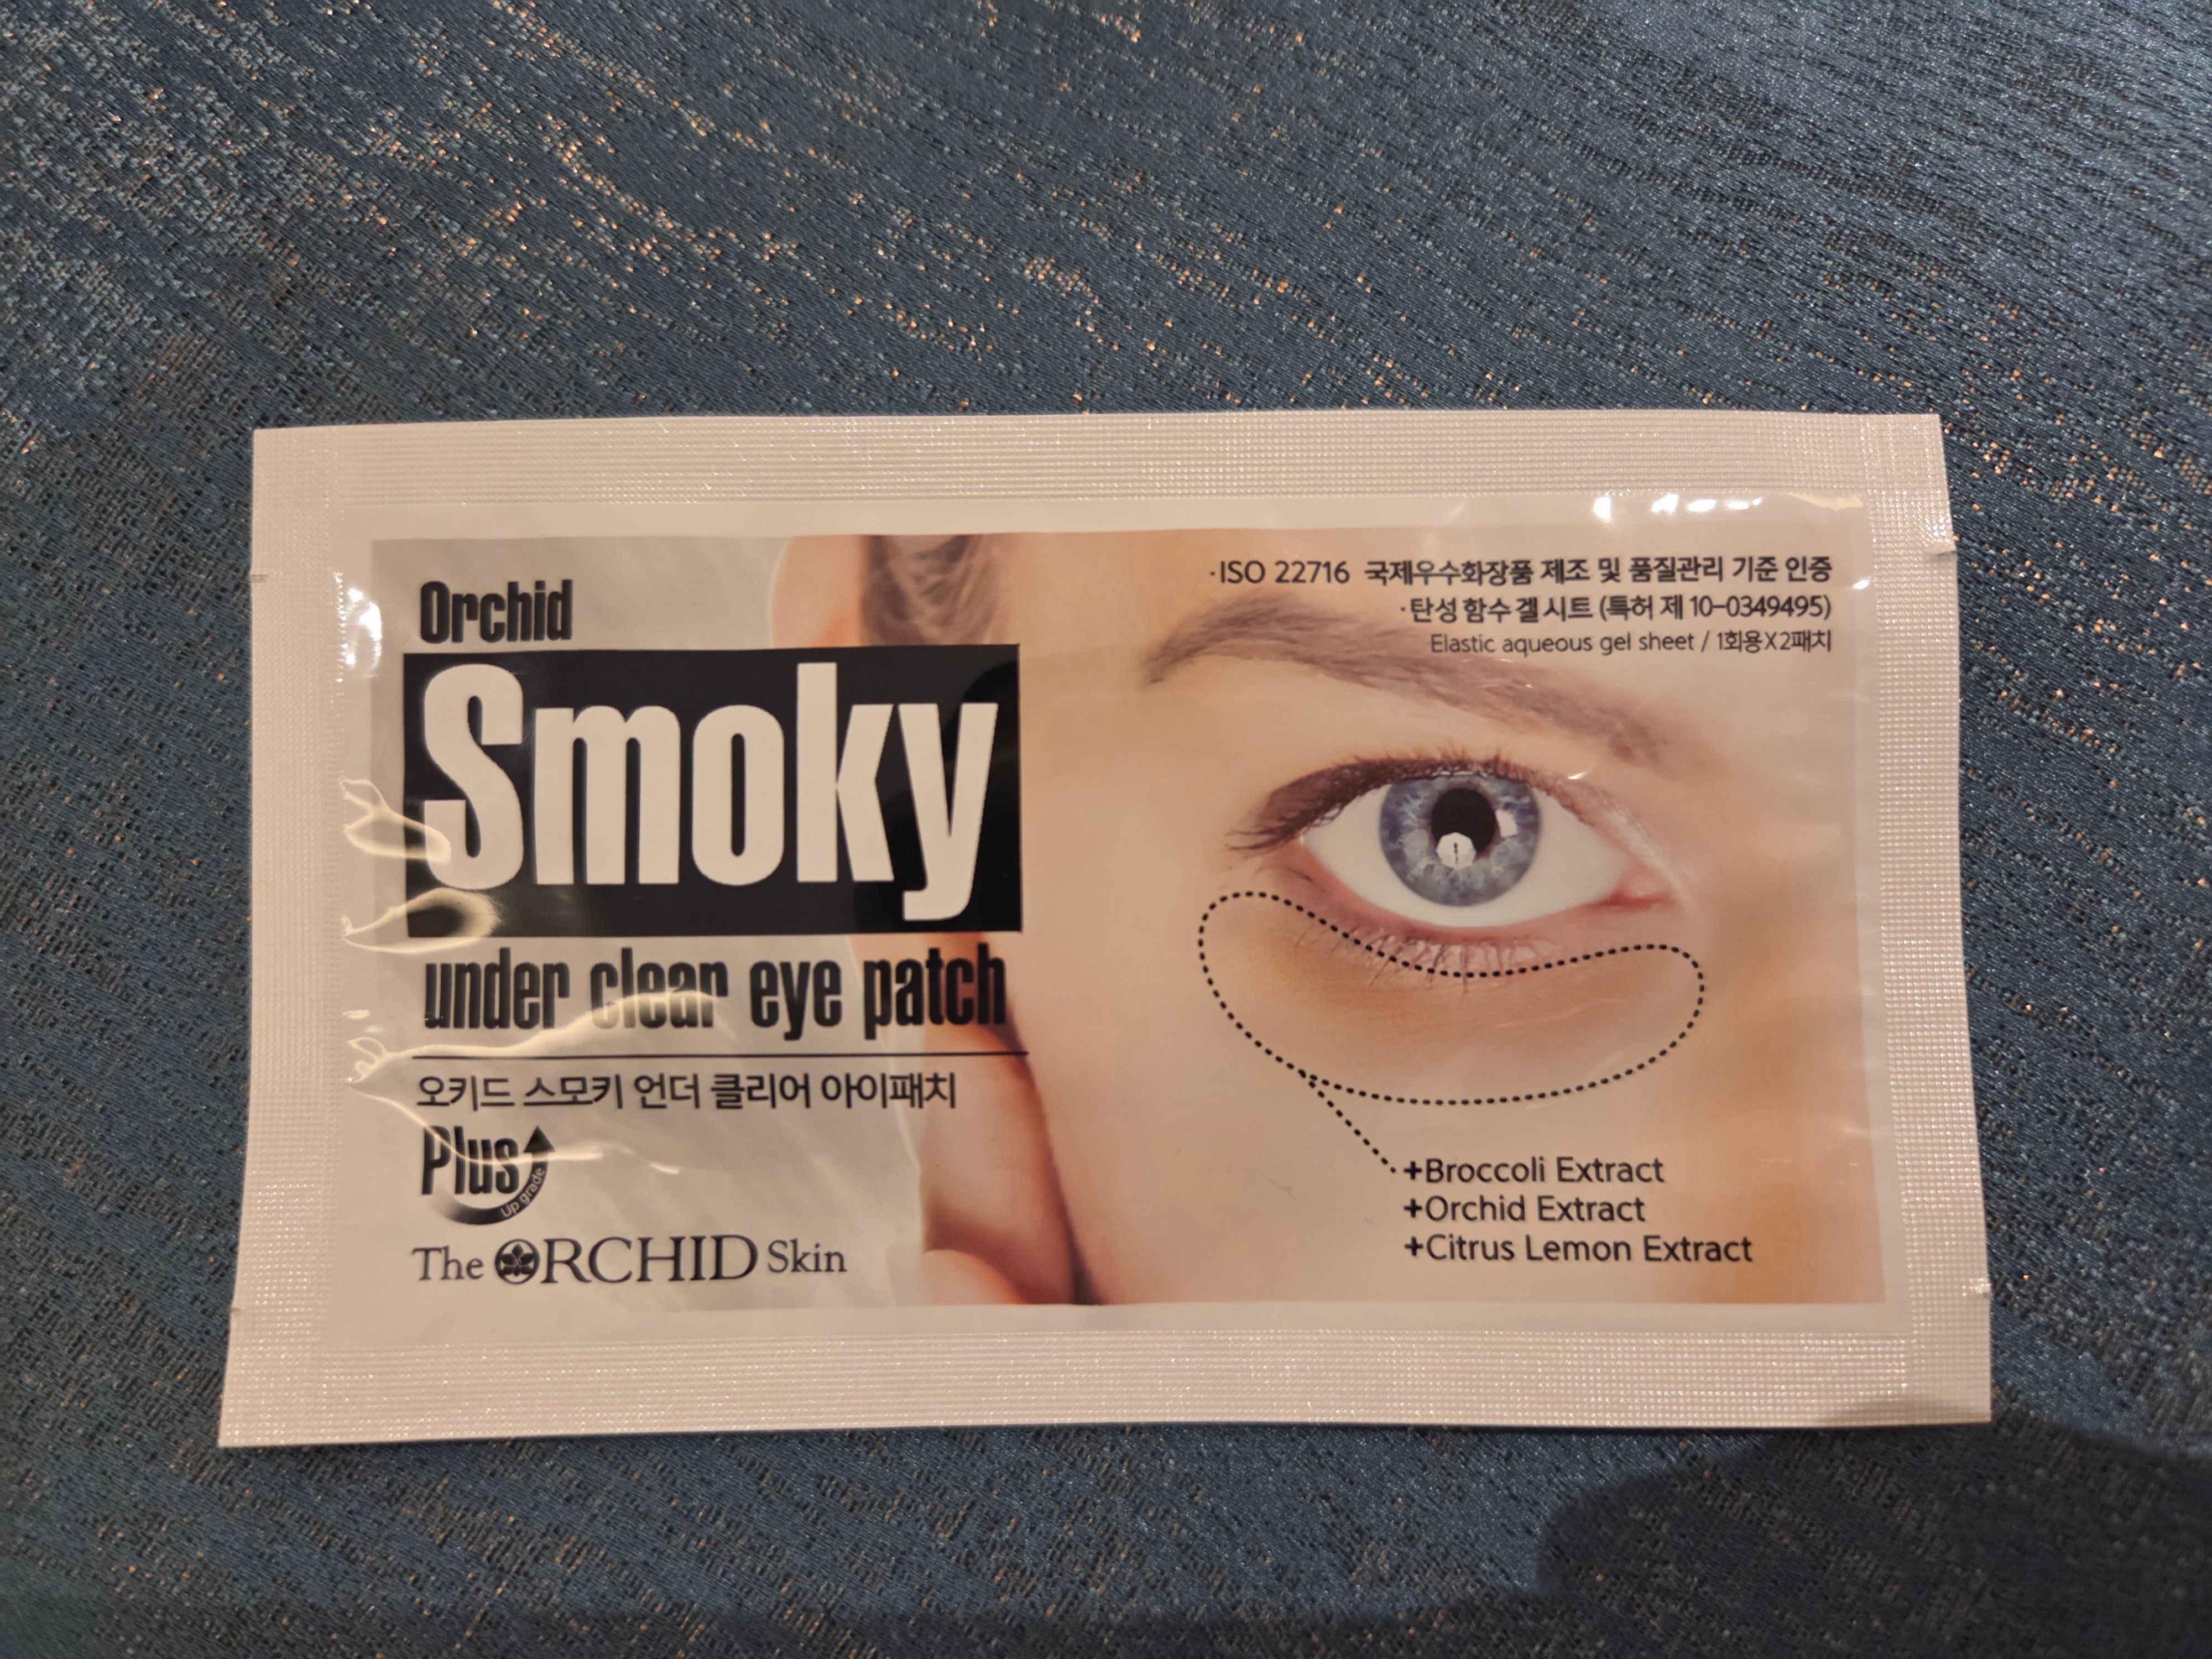 Orchid
Smoky
under clear eye patch
오키드 스모키 언더 클리어 아이패치
Plus
Up grade
The ORCHID Skin
·ISO 22716 국제우수화장품 제조 및 품질관리 기준 인증
·탄성 함수 겔 시트 (특허 제 10-0349495)
Elastic aqueous gel sheet / 1회용X2패치
+Broccoli Extract
+Orchid Extract
+Citrus Lemon Extract